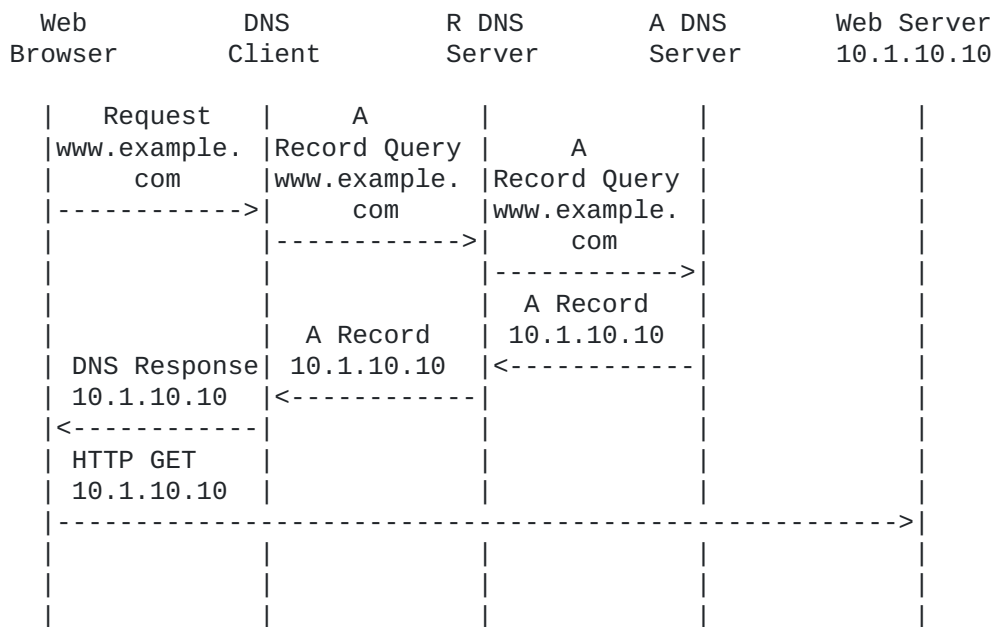 Web DNS R DNS A DNS Web Server
Browser Client Server Server 10.1.10.10
Request A
www.example. Record Query A
com www.example. Record Query
com www.example.
com
A Record
A Record 10.1.10.10
DNS Response 10.1.10.10
10.1.10.10
HTTP GET
10.1.10.10